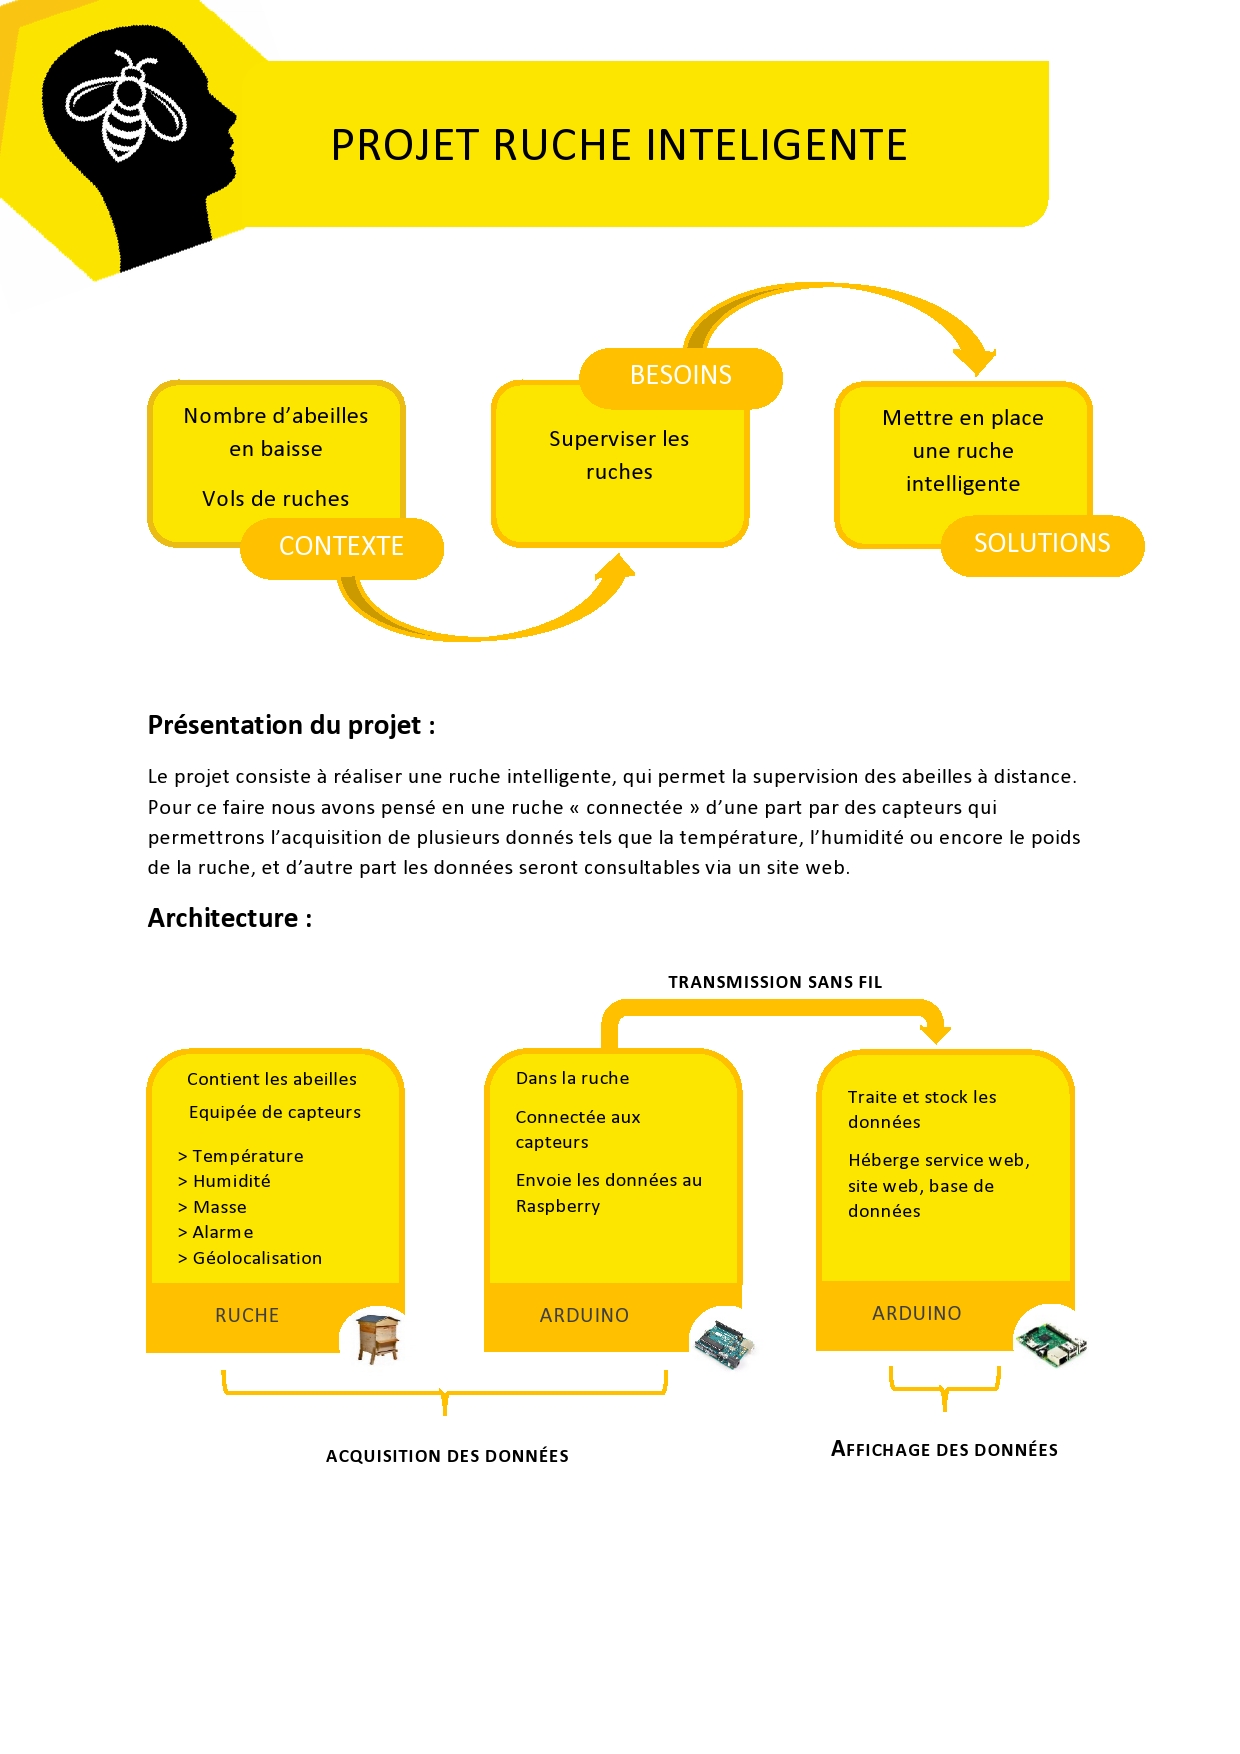 PROJET RUCHE INTELIGENTE
BESOINS
Nombre d’abeilles
en baisse
Vols de ruches
CONTEXTE
Superviser les
ruches
Mettre en place
une ruche
intelligente
SOLUTIONS
Présentation du projet :
Le projet consiste à réaliser une ruche intelligente, qui permet la supervision des abeilles à distance.
Pour ce faire nous avons pensé en une ruche « connectée » d’une part par des capteurs qui
permettrons l’acquisition de plusieurs donnés tels que la température, l’humidité ou encore le poids
de la ruche, et d’autre part les données seront consultables via un site web.
Architecture :
TRANSMISSION SANS FIL
Contient les abeilles
Equipée de capteurs
> Température
> Humidité
> Masse
> Alarme
> Géolocalisation
RUCHE
Dans la ruche
Connectée aux
capteurs
Envoie les données au
Raspberry
ARDUINO
Traite et stock les
données
Héberge service web,
site web, base de
données
ARDUINO
ACQUISITION DES DONNÉES
AFFICHAGE DES DONNÉES